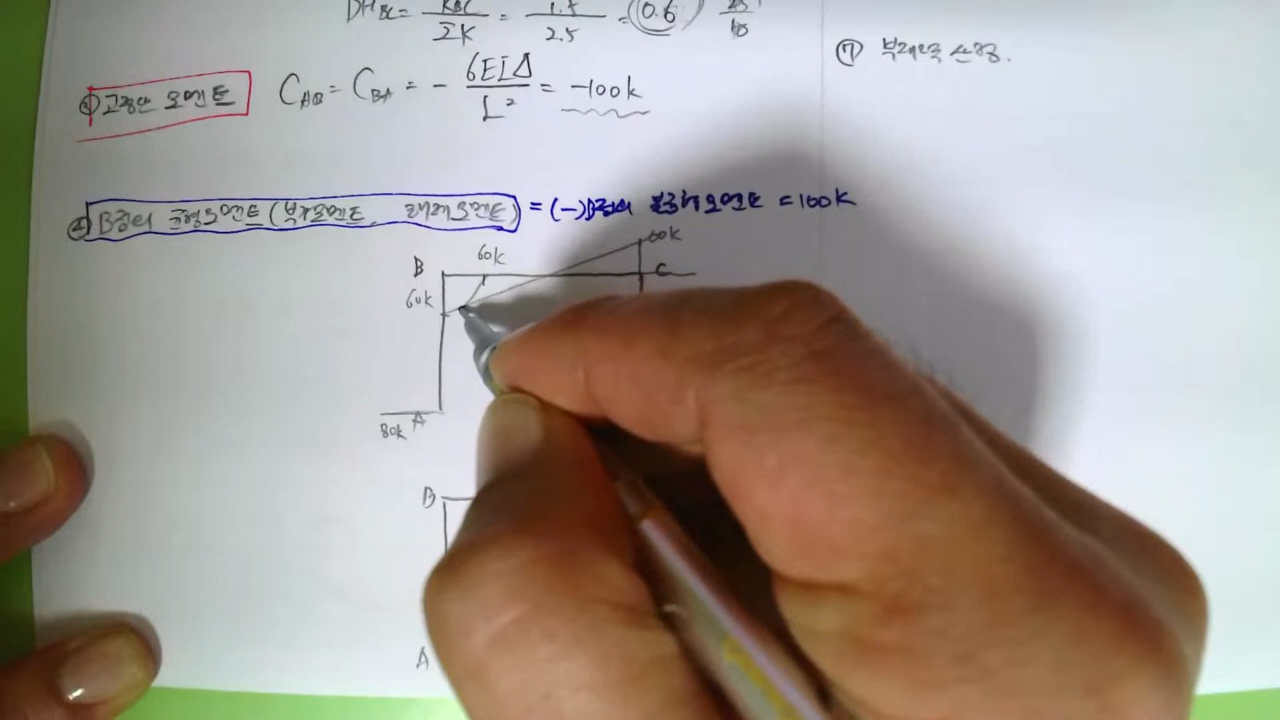 DH_BC = K_BC / ΣK = 1.5 / 2.5 = 0.6
⑦ 부재력 산정.
③ 고정단 모멘트 C_AB = C_BA = - 6EIΔ / L² = -100k
④ B점의 균형모멘트 (부가모멘트, 해제모멘트) = (-)B점의 불균형모멘트 = 100k
60k
60k
B
C
60k
A
80k
B
A